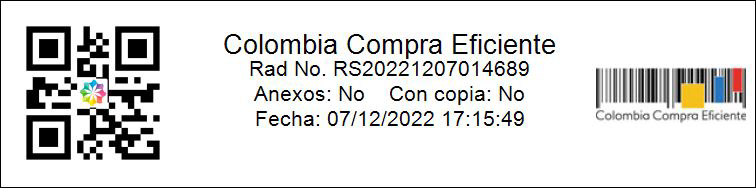 Colombia Compra Eficiente
Rad No. RS20221207014689
Anexos: No Con copia: No
Fecha: 07/12/2022 17:15:49
Colombia Compra Eficiente